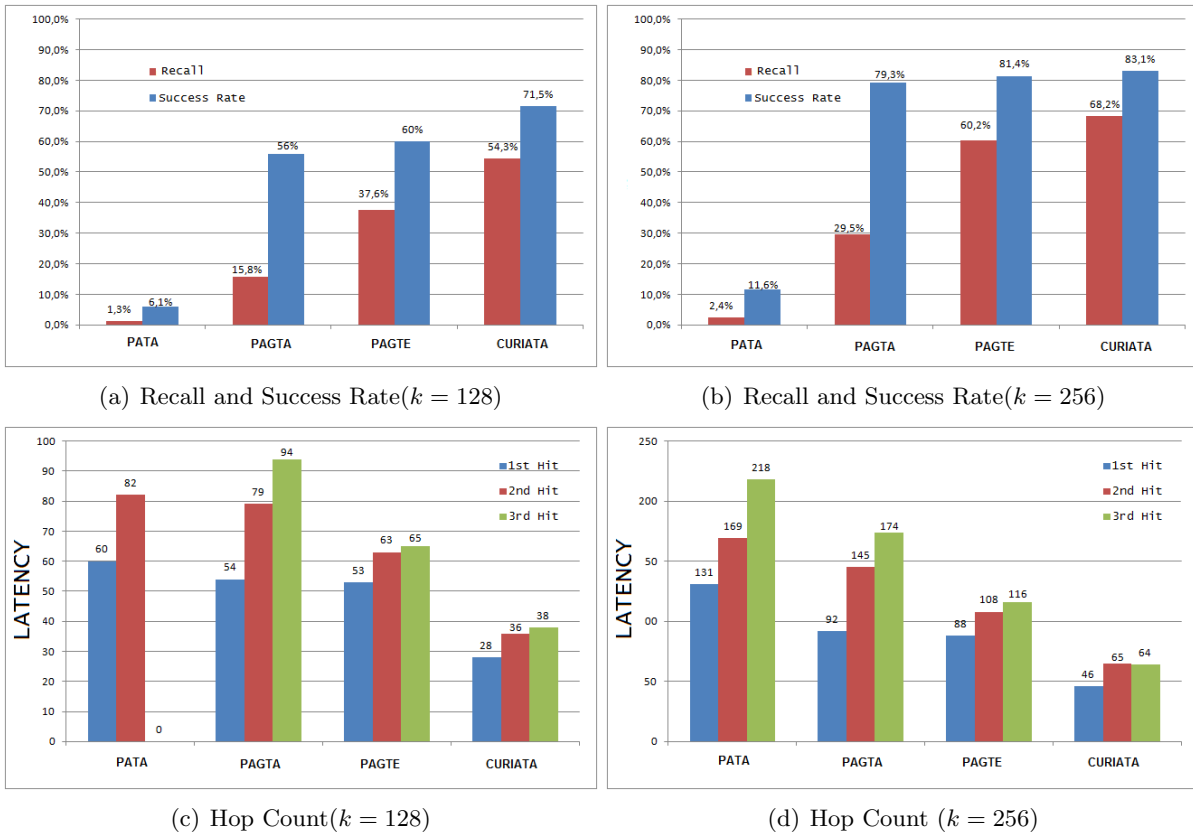 100,0%
90,0%
80,0%
70,0%
60,0%
50,0%
40,0%
30,0%
20,0%
10,0%
0,0%
Recall
Success Rate
1,3%
6,1%
15,8%
56%
37,6%
60%
54,3%
71,5%
PATA
PAGTA
PAGTE
CURIATA
(a) Recall and Success Rate(k = 128)
100,0%
90,0%
80,0%
70,0%
60,0%
50,0%
40,0%
30,0%
20,0%
10,0%
0,0%
Recall
Success Rate
2,4%
11,6%
29,5%
79,3%
60,2%
81,4%
68,2%
83,1%
PATA
PAGTA
PAGTE
CURIATA
(b) Recall and Success Rate(k = 256)
LATENCY
100
90
80
70
60
50
40
30
20
10
0
1st Hit
2nd Hit
3rd Hit
60
82
0
54
79
94
53
63
65
28
36
38
PATA
PAGTA
PAGTE
CURIATA
(c) Hop Count(k = 128)
LATENCY
250
200
50
00
50
0
1st Hit
2nd Hit
3rd Hit
131
169
218
92
145
174
88
108
116
46
65
64
PATA
PAGTA
PAGTE
CURIATA
(d) Hop Count (k = 256)